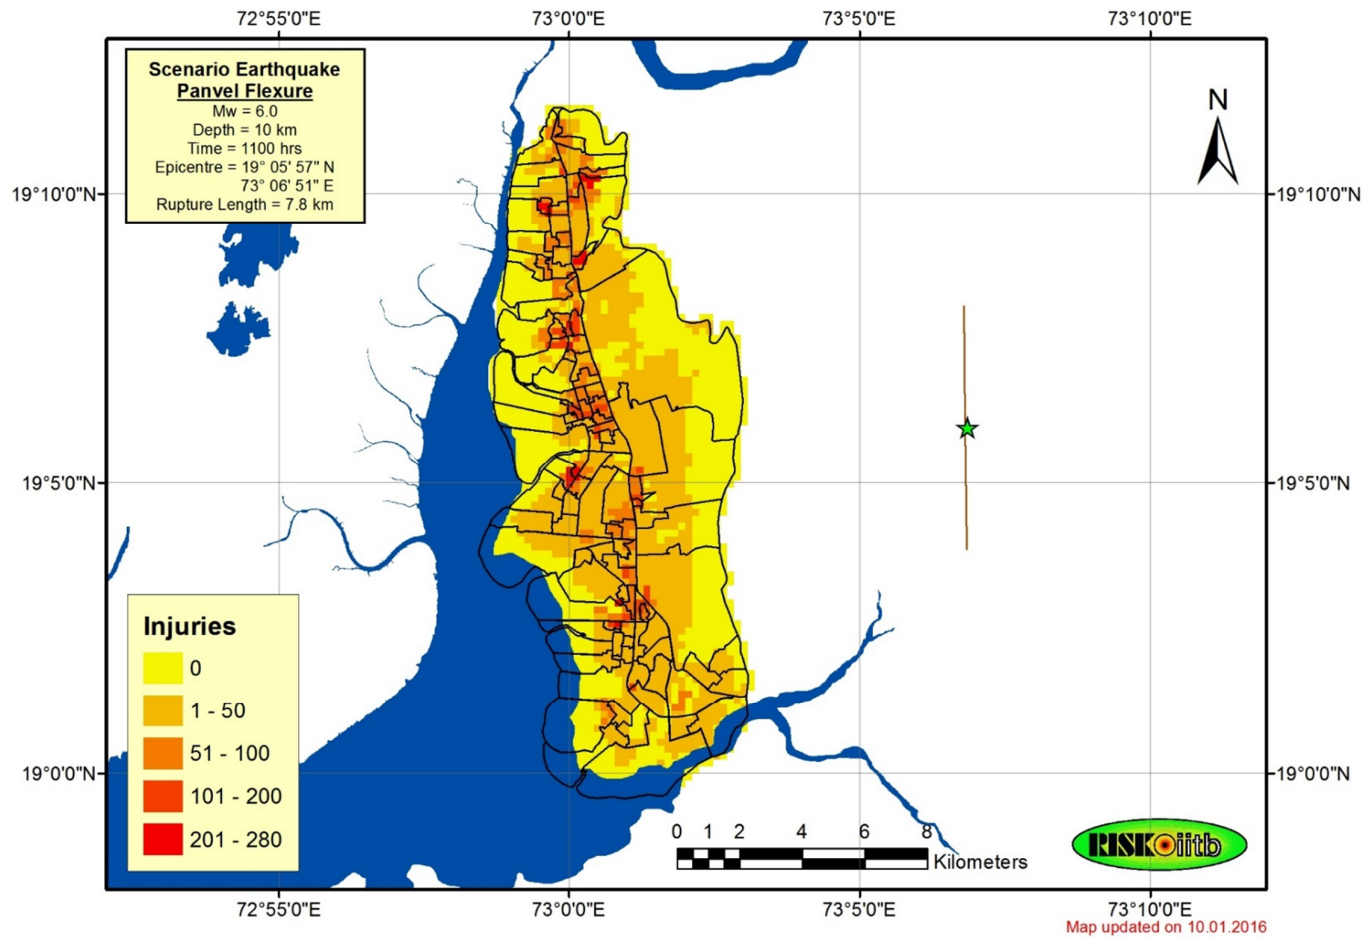 72°55'0"E 73°0'0"E 73°5'0"E 73°10'0"E
Scenario Earthquake
Panvel Flexure
Mw = 6.0
Depth = 10 km
Time = 1100 hrs
Epicentre = 19° 05' 57" N
73° 06' 51" E
Rupture Length = 7.8 km
N
19°10'0"N 19°10'0"N
19°5'0"N 19°5'0"N
Injuries
0
1 - 50
51 - 100
101 - 200
201 - 280
19°0'0"N 19°0'0"N
0 1 2 4 6 8
Kilometers
RISKiitb
72°55'0"E 73°0'0"E 73°5'0"E 73°10'0"E
Map updated on 10.01.2016